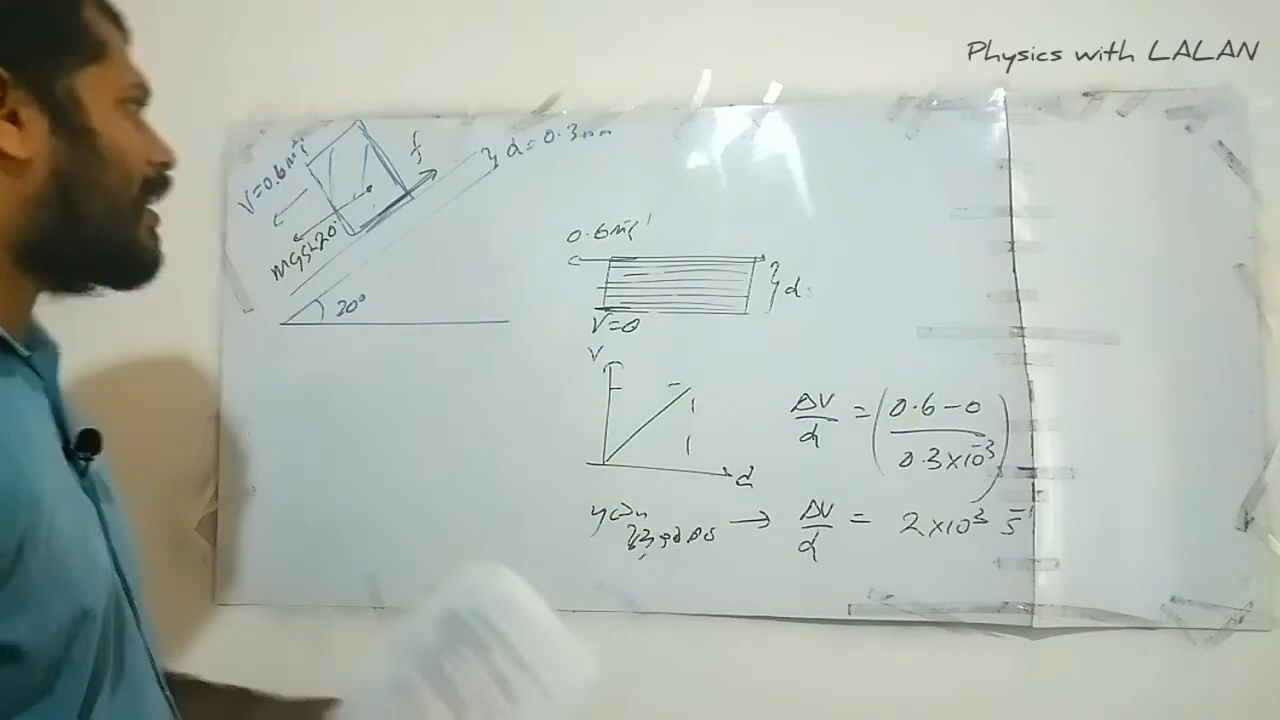 Physics with LALAN
V=0.6ms⁻¹
f
d=0.3mm
20°
0.6ms⁻¹
d
V=0
V
d
ΔV/d = (0.6-0 / 0.3×10⁻³)
→ ΔV/d = 2×10³ s⁻¹